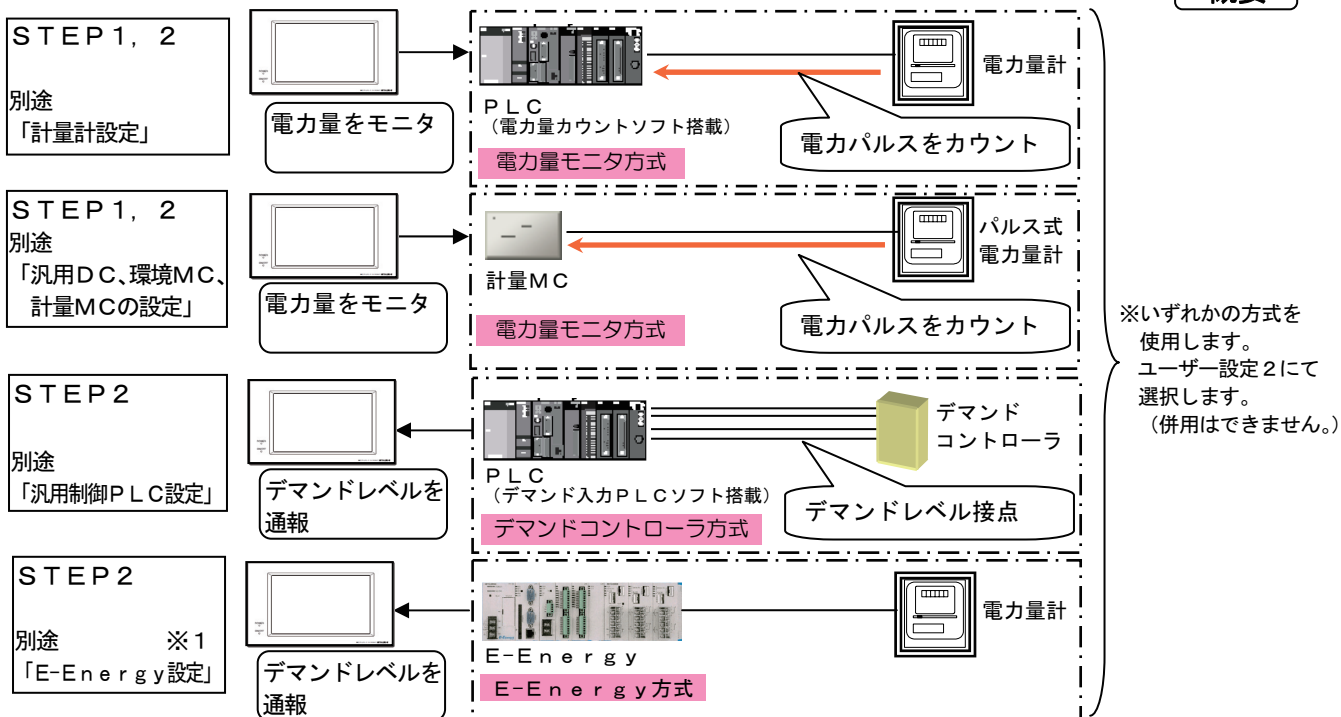 概要
STEP1, 2
別途
「計量計設定」
電力量をモニタ
PLC
(電力量カウントソフト搭載)
電力量モニタ方式
電力量計
電力パルスをカウント
STEP1, 2
別途
「汎用DC、環境MC、
計量MCの設定」
電力量をモニタ
計量MC
電力量モニタ方式
パルス式
電力量計
電力パルスをカウント
STEP2
別途
「汎用制御PLC設定」
デマンドレベルを
通報
PLC
(デマンド入力PLCソフト搭載)
デマンドコントローラ方式
デマンド
コントローラ
デマンドレベル接点
STEP2
別途 ※1
「E-Energy設定」
デマンドレベルを
通報
E-Energy
E-Energy方式
電力量計
※いずれかの方式を
使用します。
ユーザー設定2にて
選択します。
(併用はできません。)